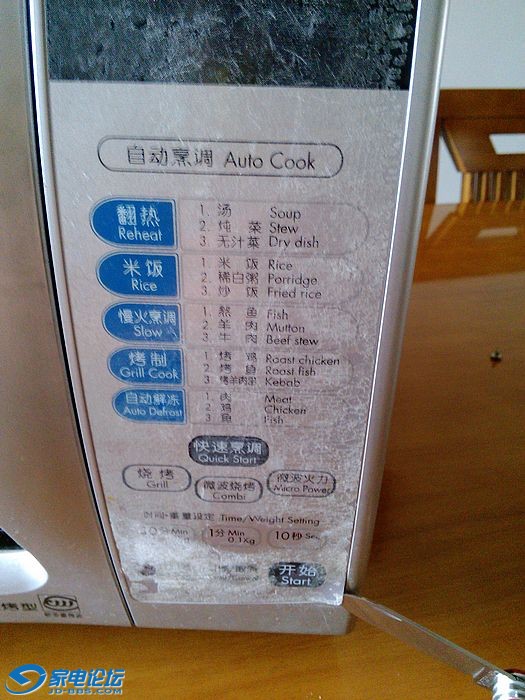 自动烹调 Auto Cook
翻热 Reheat
1. 汤 Soup
2. 炖菜 Stew
3. 无汁菜 Dry dish
米饭 Rice
1. 米饭 Rice
2. 稀白粥 Porridge
3. 炒饭 Fried rice
慢火烹调 Slow
1. 熬鱼 Fish
2. 羊肉 Mutton
3. 牛肉 Beef stew
烤制 Grill Cook
1. 烤鸡 Roast chicken
2. 烤鱼 Roast fish
3. 烤羊肉串 Kebab
自动解冻 Auto Defrost
1. 肉 Meat
2. 鸡 Chicken
3. 鱼 Fish
快速烹调
Quick Start
烧烤 Grill
微波烧烤 Combi
微波火力 Micro Power
时间·重量设定 Time/Weight Setting
10分 Min
1分 Min 0.1Kg
10秒
开始
Start
烤型
家电论坛
JD-BBS.COM